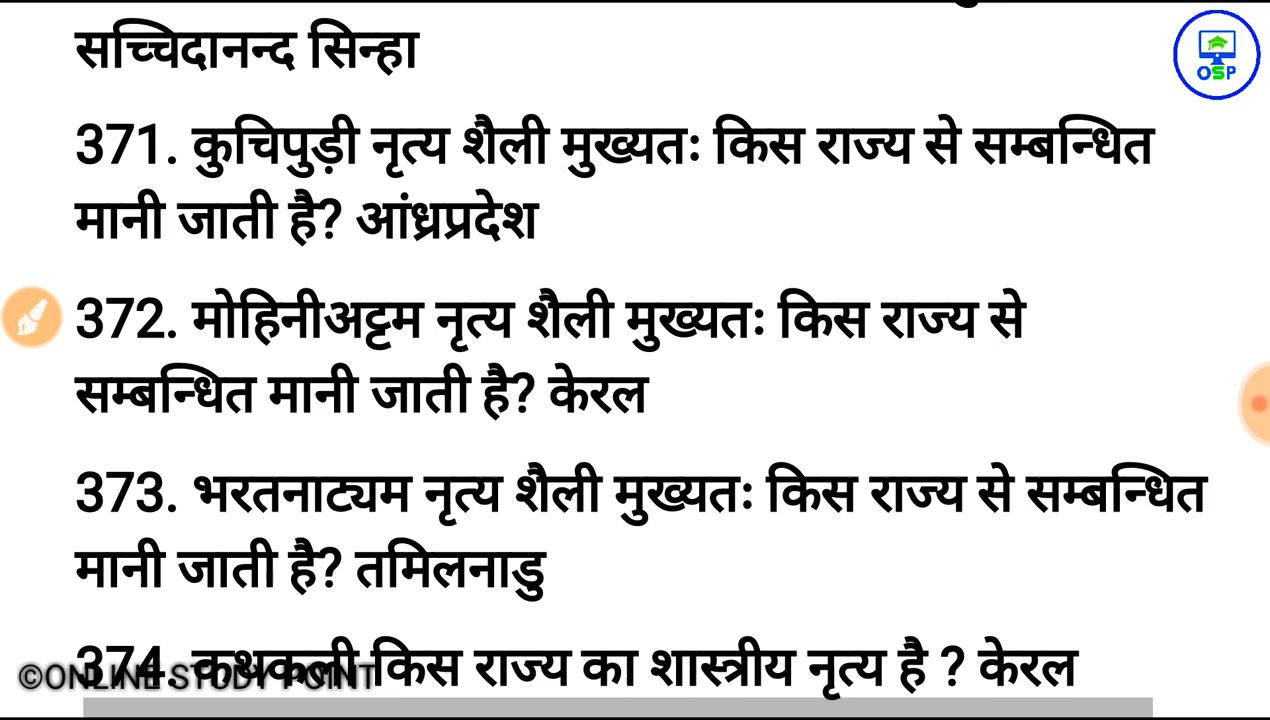 सच्चिदानन्द सिन्हा
OSP
371. कुचिपुड़ी नृत्य शैली मुख्यतः किस राज्य से सम्बन्धित
मानी जाती है? आंध्रप्रदेश
372. मोहिनीअट्टम नृत्य शैली मुख्यतः किस राज्य से
सम्बन्धित मानी जाती है? केरल
373. भरतनाट्यम नृत्य शैली मुख्यतः किस राज्य से सम्बन्धित
मानी जाती है? तमिलनाडु
374. कथकली किस राज्य का शास्त्रीय नृत्य है ? केरल
©ONLINE STUDY POINT